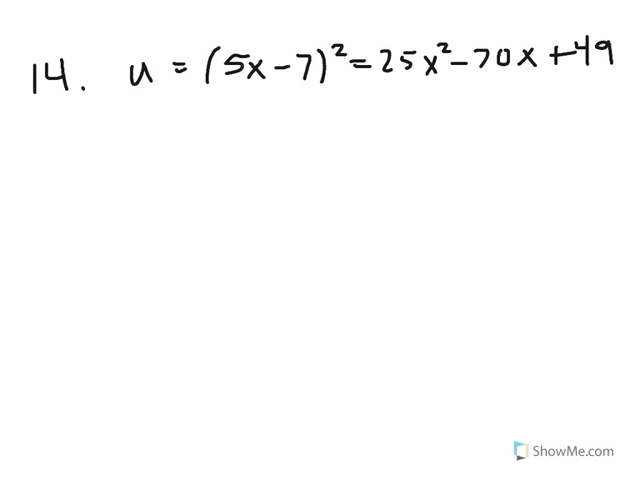 14. u = (5x - 7)² = 25x² - 70x + 49
ShowMe.com